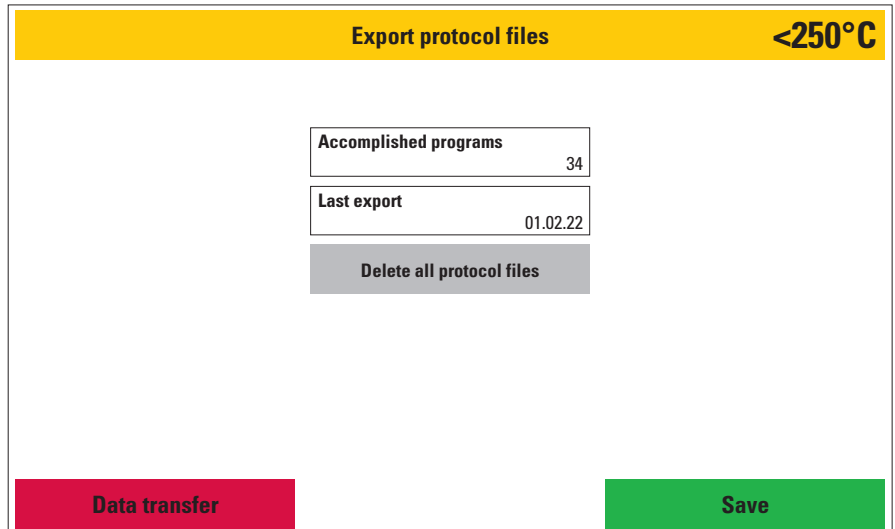 Export protocol files
<250°C
Accomplished programs
34
Last export
01.02.22
Delete all protocol files
Data transfer
Save